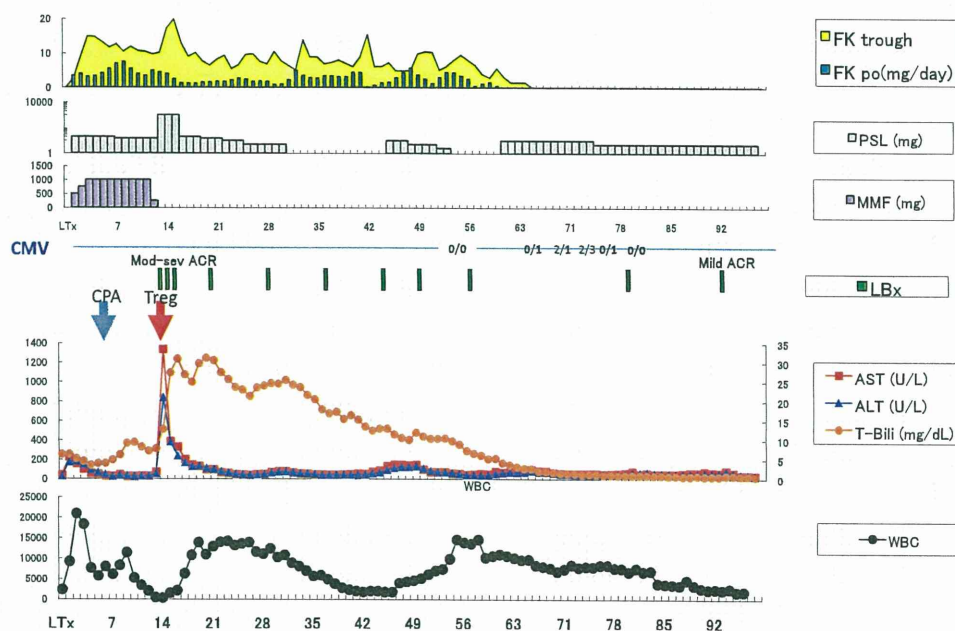 20
10
0
FK trough
FK po(mg/day)
10000
1
PSL (mg)
1500
1000
500
0
MMF (mg)
LTx 7 14 21 28 35 42 49 56 63 71 78 85 92
CMV 0/0 0/1 2/1 2/3 0/1 0/0
Mod-sev ACR Mild ACR
LBx
CPA Treg
1400 35
1200 30
1000 25
800 20
600 15
400 10
200 5
0 0
AST (U/L)
ALT (U/L)
T-Bili (mg/dL)
WBC
25000
20000
15000
10000
5000
0
WBC
LTx 7 14 21 28 35 42 49 56 63 71 78 85 92